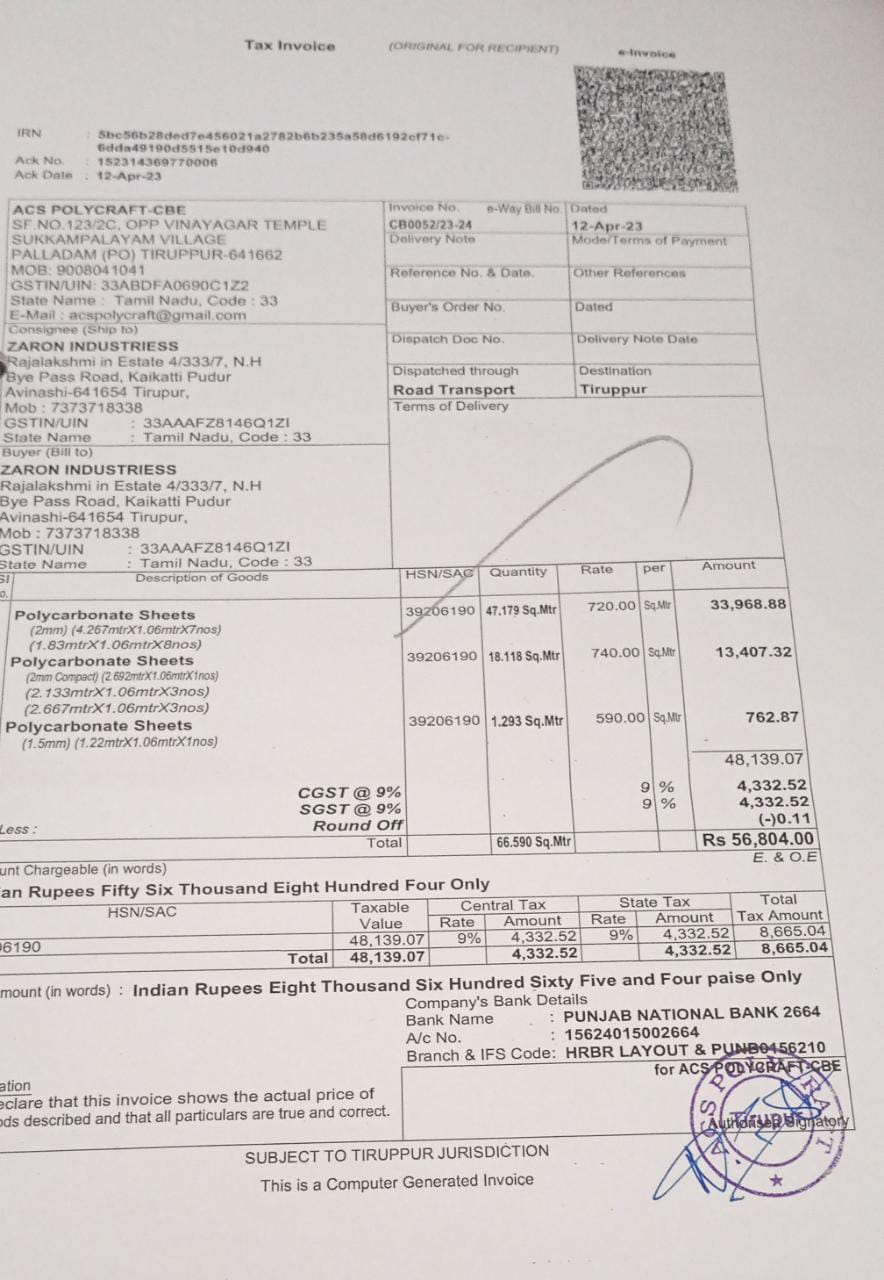 Tax Invoice
(ORIGINAL FOR RECIPIENT)
e-Invoice
IRN : 5bc56b28ded7e456021a2782b6b235a58d6192cf71c-
6dda49190d5515e10d940
Ack No. : 152314369770006
Ack Date : 12-Apr-23
ACS POLYCRAFT-CBE
SF.NO.123/2C, OPP VINAYAGAR TEMPLE
SUKKAMPALAYAM VILLAGE
PALLADAM (PO) TIRUPPUR-641662
MOB: 9008041041
GSTIN/UIN: 33ABDFA0690C1Z2
State Name : Tamil Nadu, Code : 33
E-Mail : acspolycraft@gmail.com
Invoice No. e-Way Bill No. Dated
CB0052/23-24 12-Apr-23
Delivery Note Mode/Terms of Payment
Reference No. & Date. Other References
Buyer's Order No. Dated
Dispatch Doc No. Delivery Note Date
Dispatched through Destination
Road Transport Tiruppur
Terms of Delivery
Consignee (Ship to)
ZARON INDUSTRIESS
Rajalakshmi in Estate 4/333/7, N.H
Bye Pass Road, Kaikatti Pudur
Avinashi-641654 Tirupur,
Mob : 7373718338
GSTIN/UIN : 33AAAFZ8146Q1ZI
State Name : Tamil Nadu, Code : 33
Buyer (Bill to)
ZARON INDUSTRIESS
Rajalakshmi in Estate 4/333/7, N.H
Bye Pass Road, Kaikatti Pudur
Avinashi-641654 Tirupur,
Mob : 7373718338
GSTIN/UIN : 33AAAFZ8146Q1ZI
State Name : Tamil Nadu, Code : 33
Sl Description of Goods HSN/SAC Quantity Rate per Amount
o.
Polycarbonate Sheets 39206190 47.179 Sq.Mtr 720.00 Sq.Mtr 33,968.88
(2mm) (4.267mtrX1.06mtrX7nos)
(1.83mtrX1.06mtrX8nos)
Polycarbonate Sheets 39206190 18.118 Sq.Mtr 740.00 Sq.Mtr 13,407.32
(2mm Compact) (2.692mtrX1.06mtrX1nos)
(2.133mtrX1.06mtrX3nos)
(2.667mtrX1.06mtrX3nos)
Polycarbonate Sheets 39206190 1.293 Sq.Mtr 590.00 Sq.Mtr 762.87
(1.5mm) (1.22mtrX1.06mtrX1nos)
48,139.07
CGST @ 9% 9 % 4,332.52
SGST @ 9% 9 % 4,332.52
Less : Round Off (-)0.11
Total 66.590 Sq.Mtr Rs 56,804.00
E. & O.E
unt Chargeable (in words)
an Rupees Fifty Six Thousand Eight Hundred Four Only
HSN/SAC Taxable Central Tax State Tax Total
Value Rate Amount Rate Amount Tax Amount
06190 48,139.07 9% 4,332.52 9% 4,332.52 8,665.04
Total 48,139.07 4,332.52 4,332.52 8,665.04
mount (in words) : Indian Rupees Eight Thousand Six Hundred Sixty Five and Four paise Only
Company's Bank Details
Bank Name : PUNJAB NATIONAL BANK 2664
A/c No. : 15624015002664
Branch & IFS Code: HRBR LAYOUT & PUNB0156210
for ACS POLYCRAFT-CBE
ation
eclare that this invoice shows the actual price of
ods described and that all particulars are true and correct.
ACS POLYCRAFT
TIRUPUR
Authorised Signatory
SUBJECT TO TIRUPPUR JURISDICTION
This is a Computer Generated Invoice